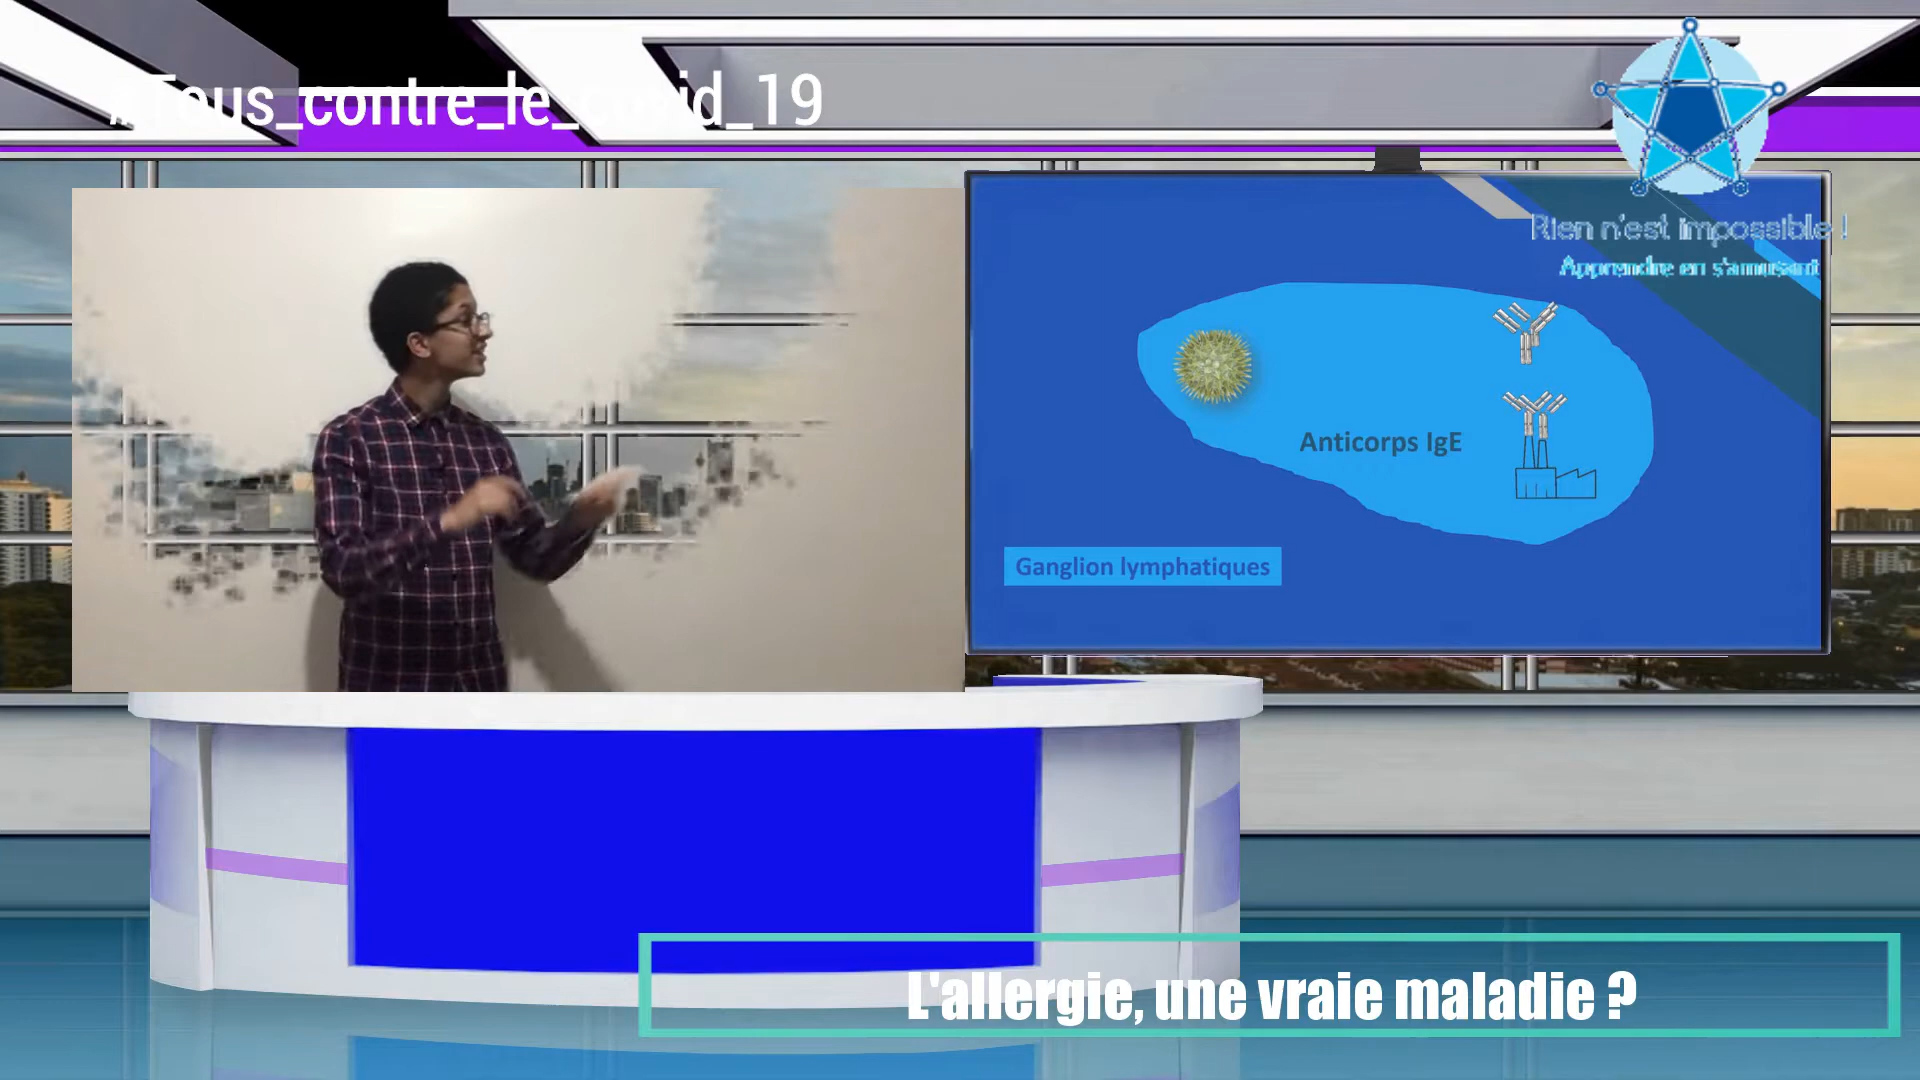 #Tous_contre_le_covid_19
Rien n'est impossible !
Apprendre en s'amusant
Anticorps IgE
Ganglion lymphatiques
L'allergie, une vraie maladie ?